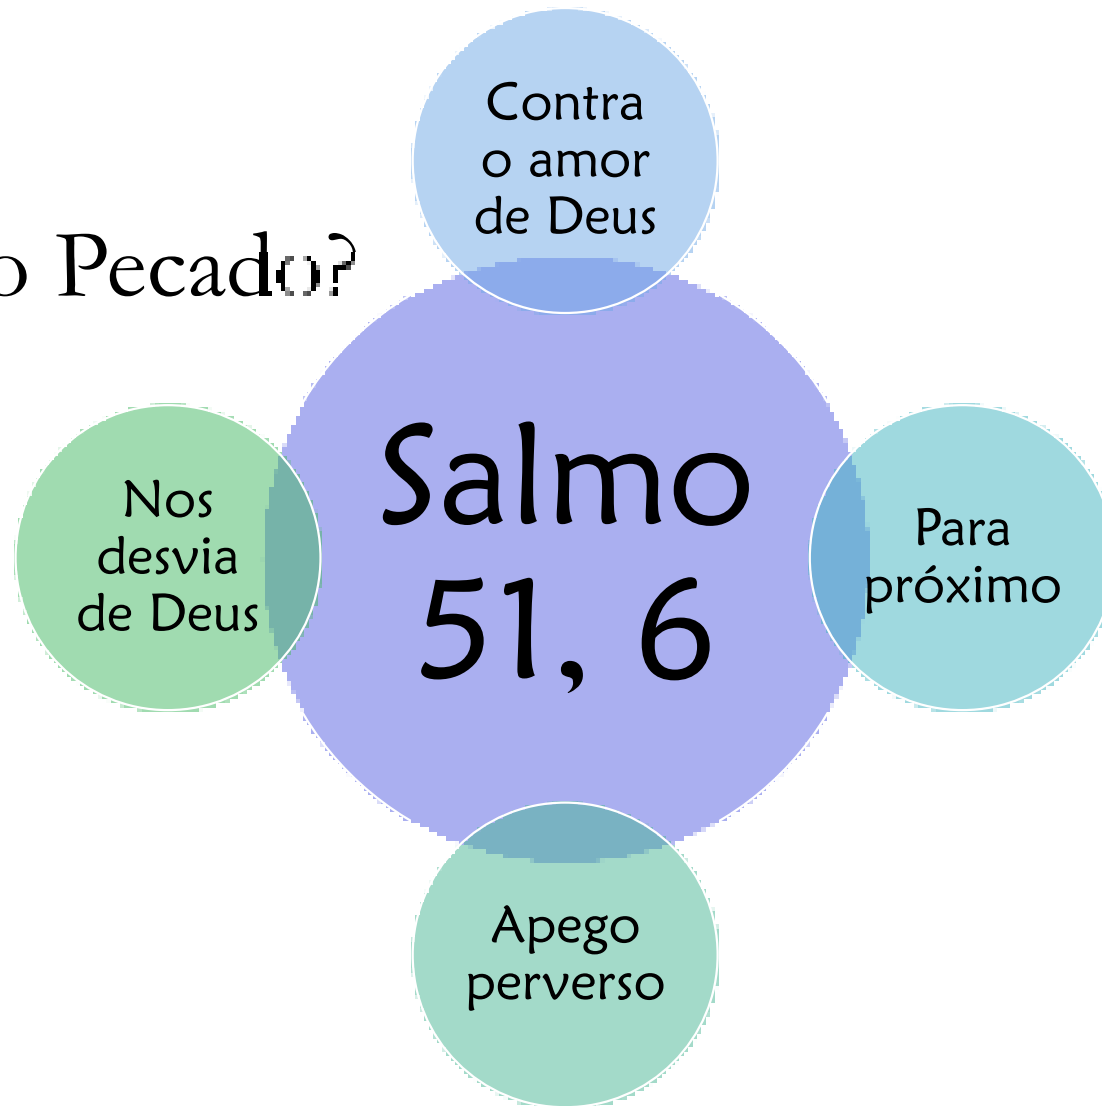 Contra
o amor
de Deus
o Pecado?
Salmo
51, 6
Nos
desvia
de Deus
Para
próximo
Apego
perverso